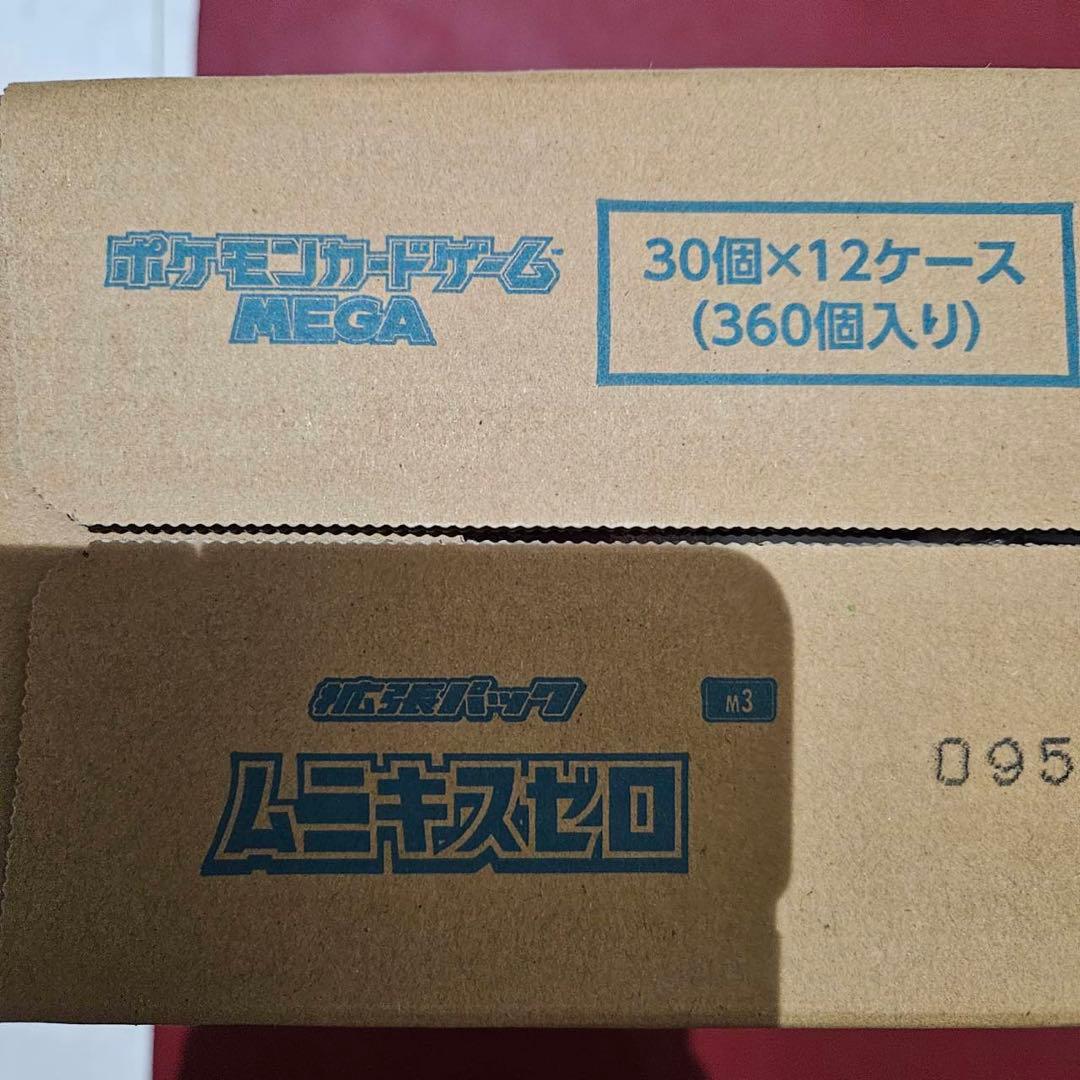 ポケモンカードゲーム
MEGA
30個×12ケース
(360個入り)
拡張パック
M3
ムニキスゼロ
095